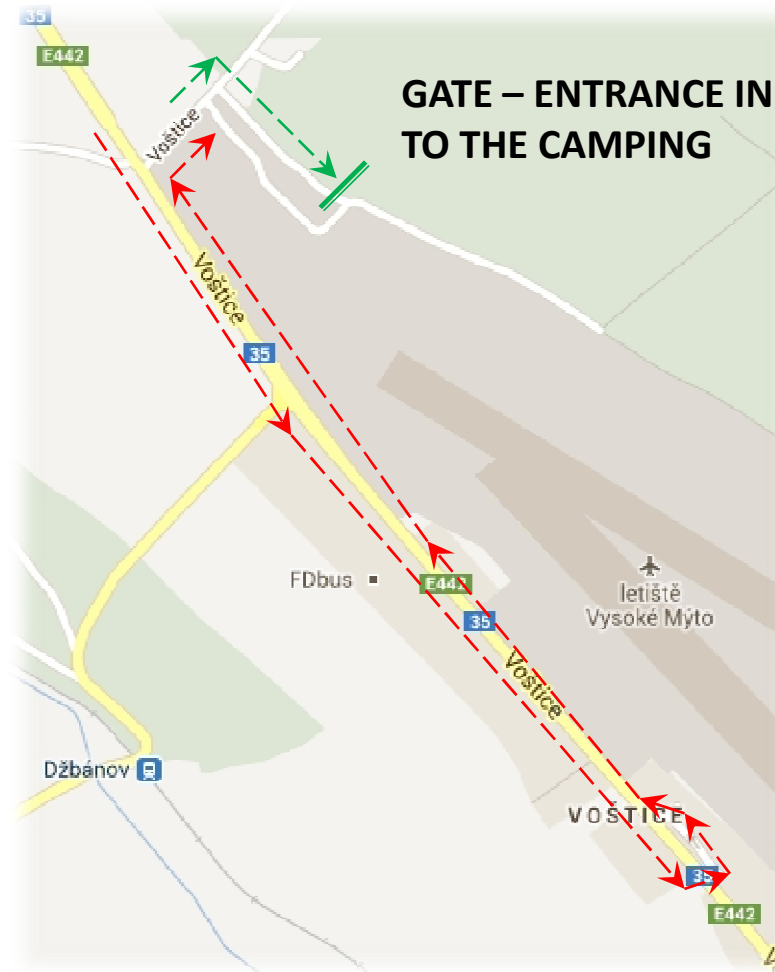 35
E442
GATE – ENTRANCE IN
TO THE CAMPING
Voštice
Voštice
35
FDbus
E442
letiště
Vysoké Mýto
35
Voštice
Džbánov
VOŠTICE
35
E442